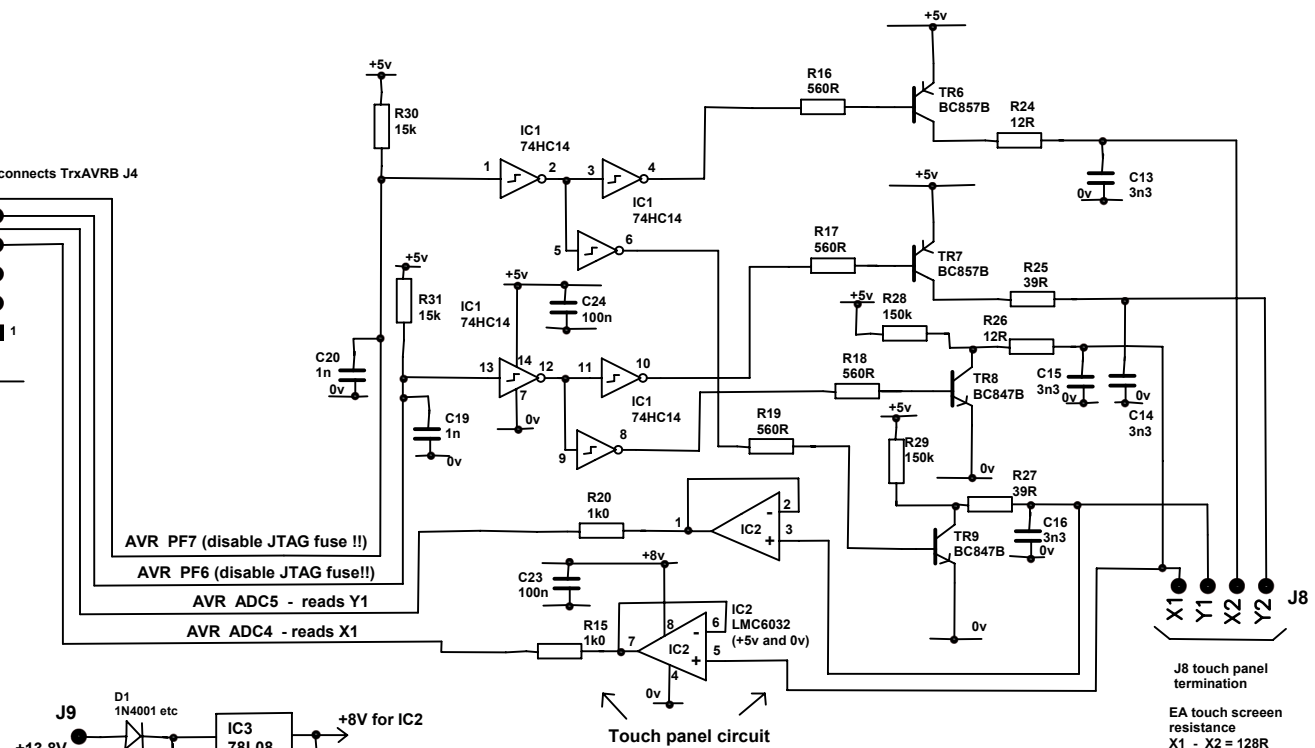 +5v
+5v
R16
560R
TR6
BC857B
R30
15k
R24
12R
IC1
74HC14
1
2
3
4
connects TrxAVRB J4
C13
3n3
0v
IC1
74HC14
+5v
5
6
R17
560R
TR7
BC857B
+5v
R25
39R
R31
15k
+5v
IC1
74HC14
C24
100n
+5v
R28
150k
1
R26
12R
C20
1n
0v
13
14
12
7
11
10
R18
560R
TR8
BC847B
C15
3n3
0v
0v
C14
3n3
IC1
74HC14
0v
C19
1n
0v
R19
560R
+5v
R29
150k
9
8
0v
R27
39R
R20
1k0
1
2
3
-
+
IC2
TR9
BC847B
C16
3n3
0v
AVR PF7 (disable JTAG fuse !!)
+8v
AVR PF6 (disable JTAG fuse!!)
C23
100n
AVR ADC5 - reads Y1
IC2
LMC6032
(+5v and 0v)
X1
Y1
X2
Y2
J8
AVR ADC4 - reads X1
R15
1k0
7
8
6
5
4
-
+
IC2
0v
0v
J8 touch panel
termination
D1
1N4001 etc
J9
+13.8V
IC3
78L08
+8V for IC2
Touch panel circuit
EA touch screeen
resistance
X1 - X2 = 128R